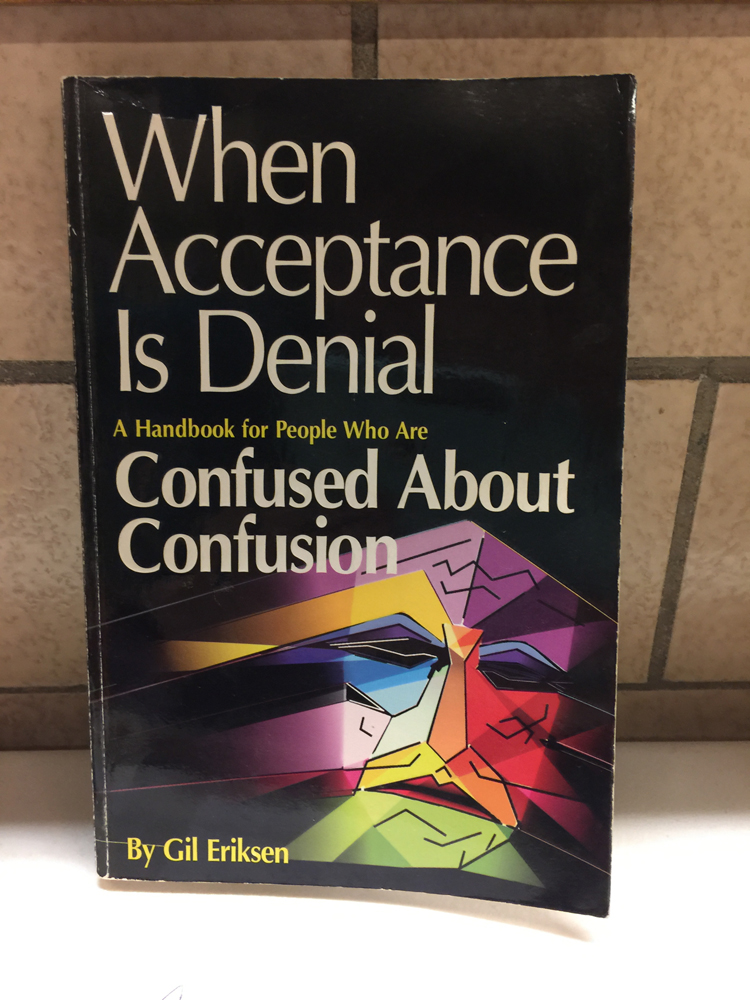 When
Acceptance
Is Denial
A Handbook for People Who Are
Confused About
Confusion
By Gil Eriksen